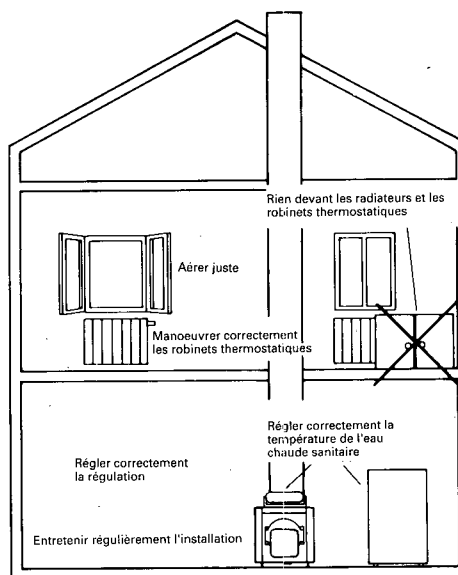 Rien devant les radiateurs et les
robinets thermostatiques
Aérer juste
Manoeuvrer correctement
les robinets thermostatiques
Régler correctement la
température de l'eau
chaude sanitaire
Régler correctement
la régulation
Entretenir régulièrement l'installation